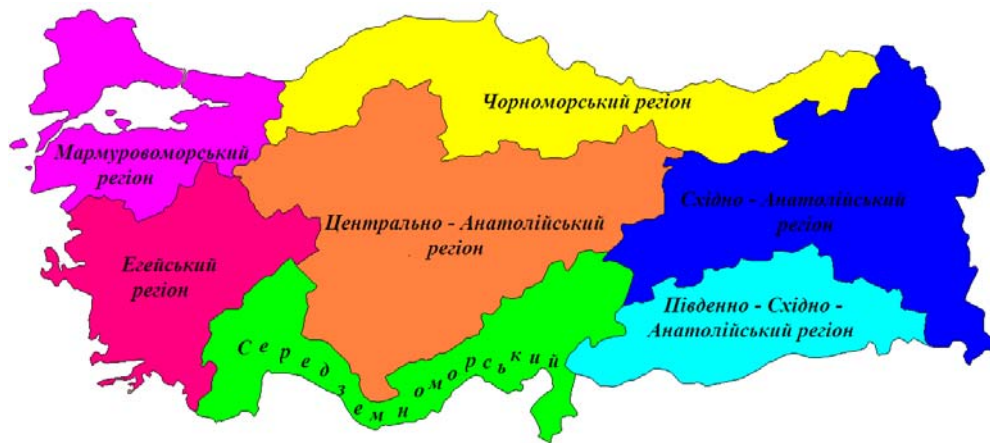 Чорноморський регіон
Мармуровоморський
регіон
Східно - Анатолійський
регіон
Центрально - Анатолійський
регіон
Егейський
регіон
Південно - Східно -
Анатолійський регіон
Середземноморський